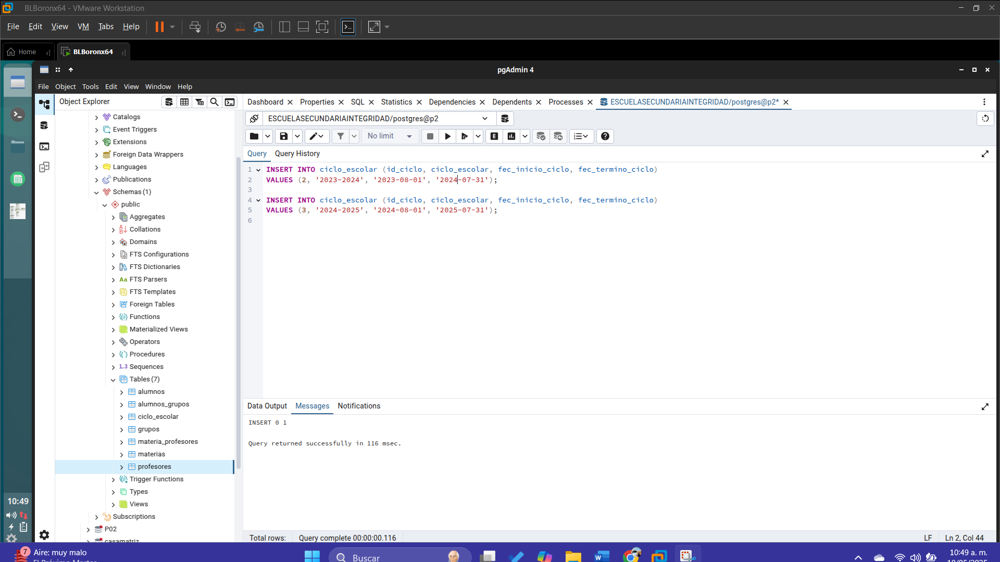 BLBoronx64 - VMware Workstation
File Edit View VM Tabs Help
Home
BLBoronx64
pgAdmin 4
File Object Tools Edit View Window Help
Object Explorer
Dashboard Properties SQL Statistics Dependencies Dependents Processes ESCUELASECUNDARIAINTEGRIDAD/postgres@p2*
ESCUELASECUNDARIAINTEGRIDAD/postgres@p2
No limit
E
Query Query History
1 INSERT INTO ciclo_escolar (id_ciclo, ciclo_escolar, fec_inicio_ciclo, fec_termino_ciclo)
2 VALUES (2, '2023-2024', '2023-08-01', '2024-07-31');
3
4 INSERT INTO ciclo_escolar (id_ciclo, ciclo_escolar, fec_inicio_ciclo, fec_termino_ciclo)
5 VALUES (3, '2024-2025', '2024-08-01', '2025-07-31');
6
Catalogs
Event Triggers
Extensions
Foreign Data Wrappers
Languages
Publications
Schemas (1)
public
Aggregates
Collations
Domains
FTS Configurations
FTS Dictionaries
Aa FTS Parsers
FTS Templates
Foreign Tables
Functions
Materialized Views
Operators
Procedures
1..3 Sequences
Tables (7)
alumnos
alumnos_grupos
ciclo_escolar
grupos
materia_profesores
materias
profesores
Trigger Functions
Types
Views
Subscriptions
P02
casamatriz
Data Output Messages Notifications
INSERT 0 1
Query returned successfully in 116 msec.
Total rows: Query complete 00:00:00.116
LF Ln 2, Col 44
10:49
7 Aire: muy malo
Buscar
10:49 a. m.